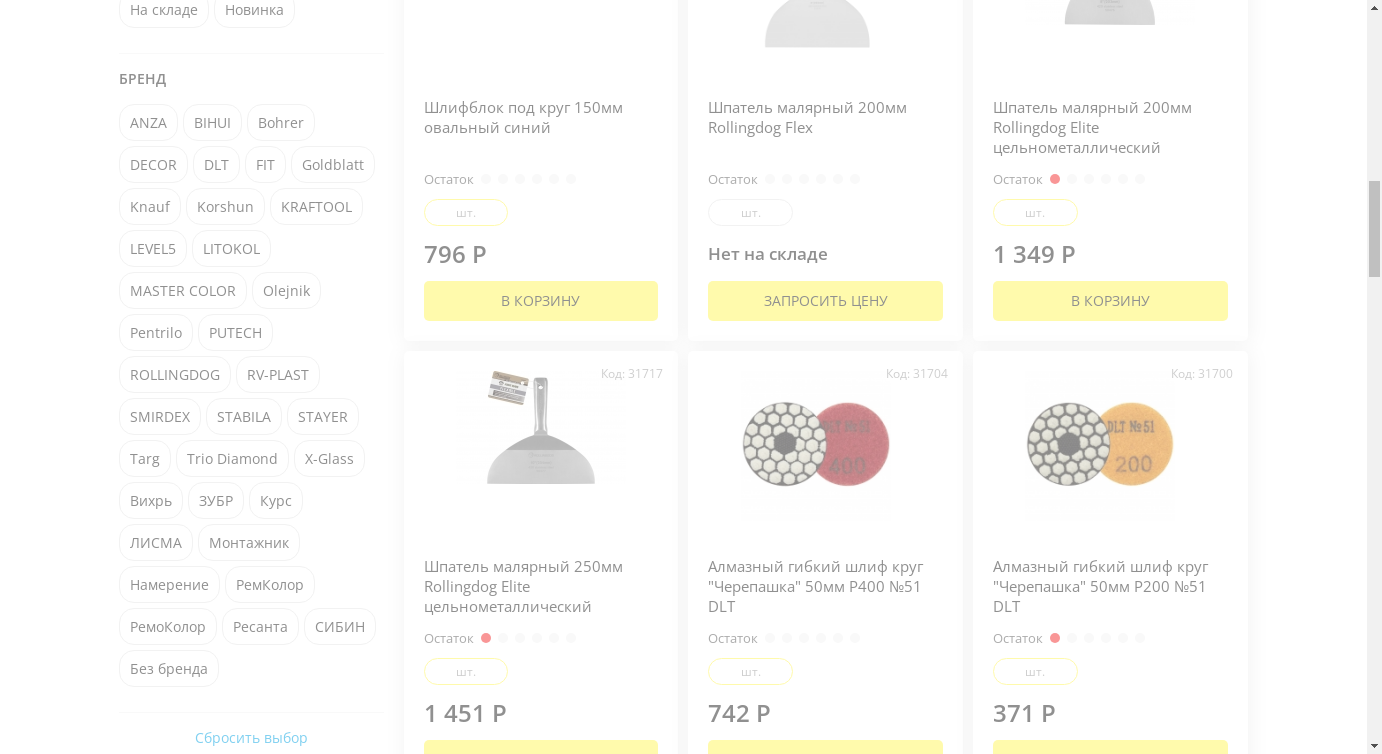 На складе
Новинка
БРЕНД
ANZA
BIHUI
Bohrer
DECOR
DLT
FIT
Goldblatt
Knauf
Korshun
KRAFTOOL
LEVEL5
LITOKOL
MASTER COLOR
Olejnik
Pentrilo
PUTECH
ROLLINGDOG
RV-PLAST
SMIRDEX
STABILA
STAYER
Targ
Trio Diamond
X-Glass
Вихрь
ЗУБР
Курс
ЛИСМА
Монтажник
Намерение
РемКолор
РемоКолор
Ресанта
СИБИН
Без бренда
Сбросить выбор
Шлифблок под круг 150мм
овальный синий
Остаток
шт.
796 Р
В КОРЗИНУ
Шпатель малярный 200мм
Rollingdog Flex
Остаток
шт.
Нет на складе
ЗАПРОСИТЬ ЦЕНУ
Шпатель малярный 200мм
Rollingdog Elite
цельнометаллический
Остаток
шт.
1 349 Р
В КОРЗИНУ
Код: 31717
Шпатель малярный 250мм
Rollingdog Elite
цельнометаллический
Остаток
шт.
1 451 Р
Код: 31704
DLT №51
400
Алмазный гибкий шлиф круг
"Черепашка" 50мм P400 №51
DLT
Остаток
шт.
742 Р
Код: 31700
DLT №51
200
Алмазный гибкий шлиф круг
"Черепашка" 50мм P200 №51
DLT
Остаток
шт.
371 Р